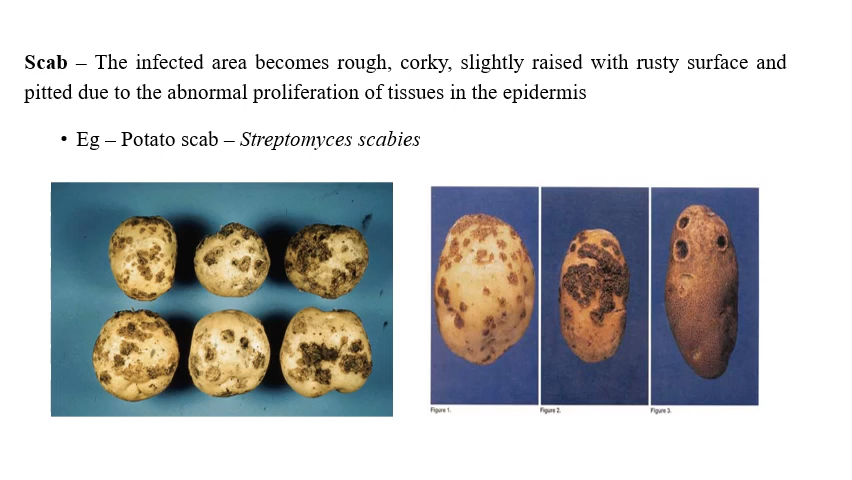 Scab – The infected area becomes rough, corky, slightly raised with rusty surface and
pitted due to the abnormal proliferation of tissues in the epidermis
• Eg – Potato scab – Streptomyces scabies
Figure 1.
Figure 2.
Figure 3.